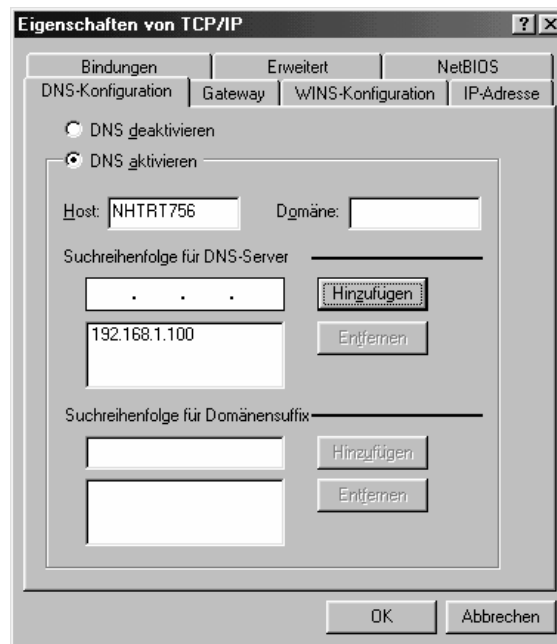 Eigenschaften von TCP/IP
Bindungen Erweitert NetBIOS
DNS-Konfiguration Gateway WINS-Konfiguration IP-Adresse
DNS deaktivieren
DNS aktivieren
Host: NHTRT756 Domäne:
Suchreihenfolge für DNS-Server
. . . Hinzufügen
192.168.1.100 Entfernen
Suchreihenfolge für Domänensuffix
Hinzufügen
Entfernen
OK Abbrechen